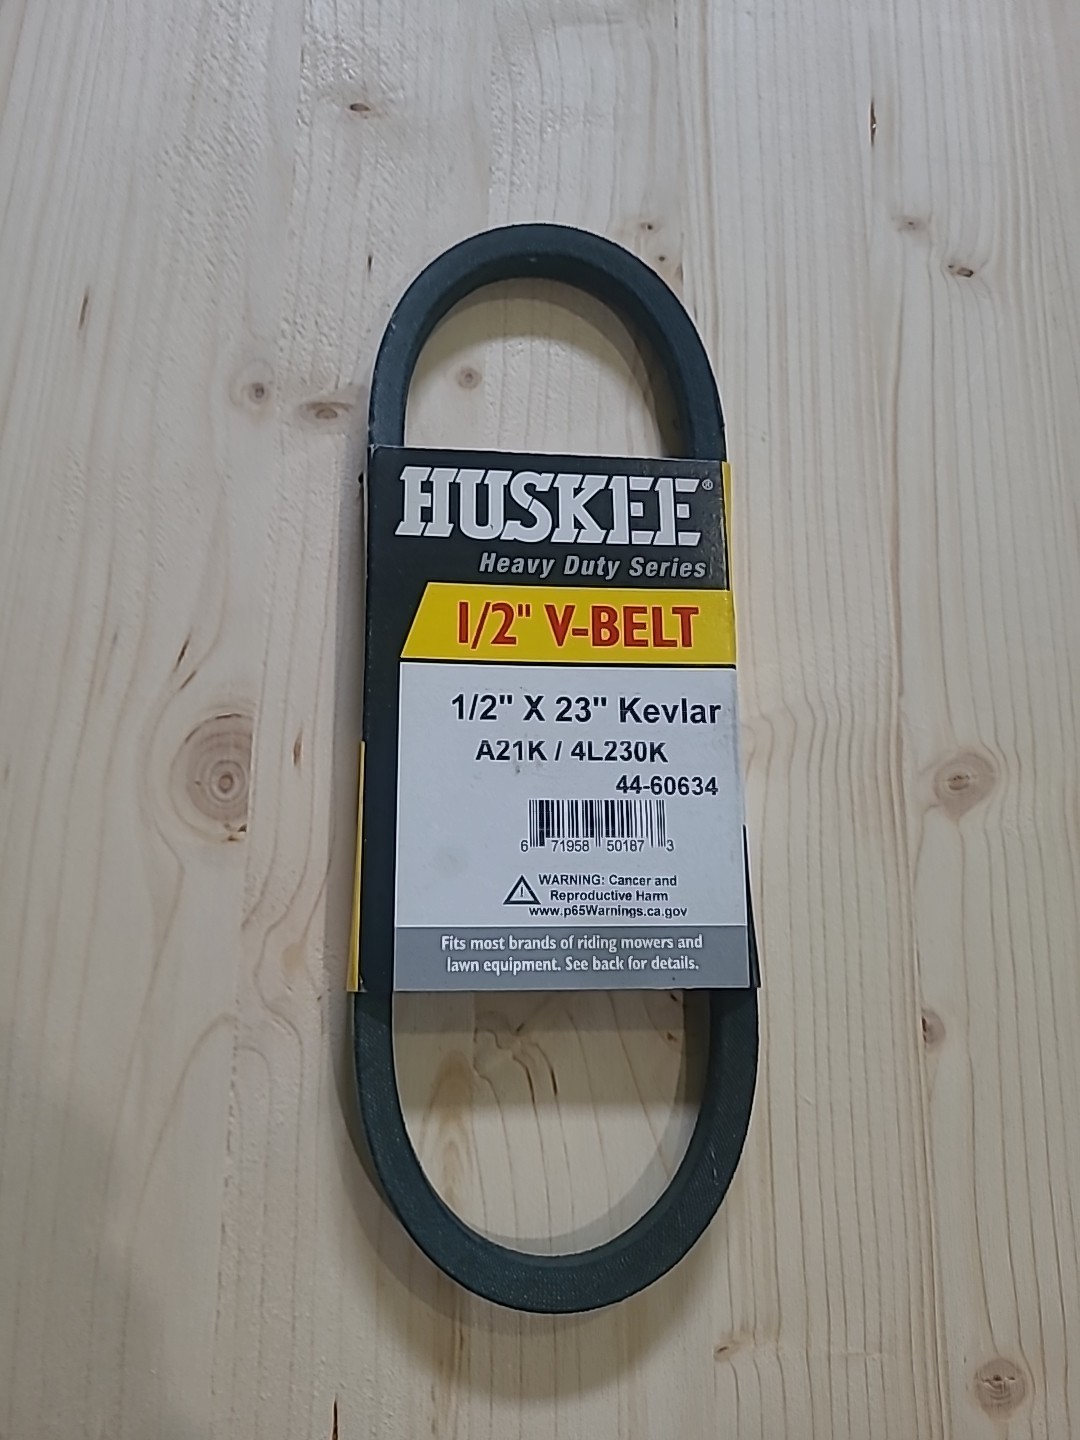 HUSKEE®
Heavy Duty Series
1/2" V-BELT
1/2" X 23" Kevlar
A21K / 4L230K
44-60634
6 71958 50187 3
WARNING: Cancer and
Reproductive Harm
www.p65Warnings.ca.gov
Fits most brands of riding mowers and
lawn equipment. See back for details.